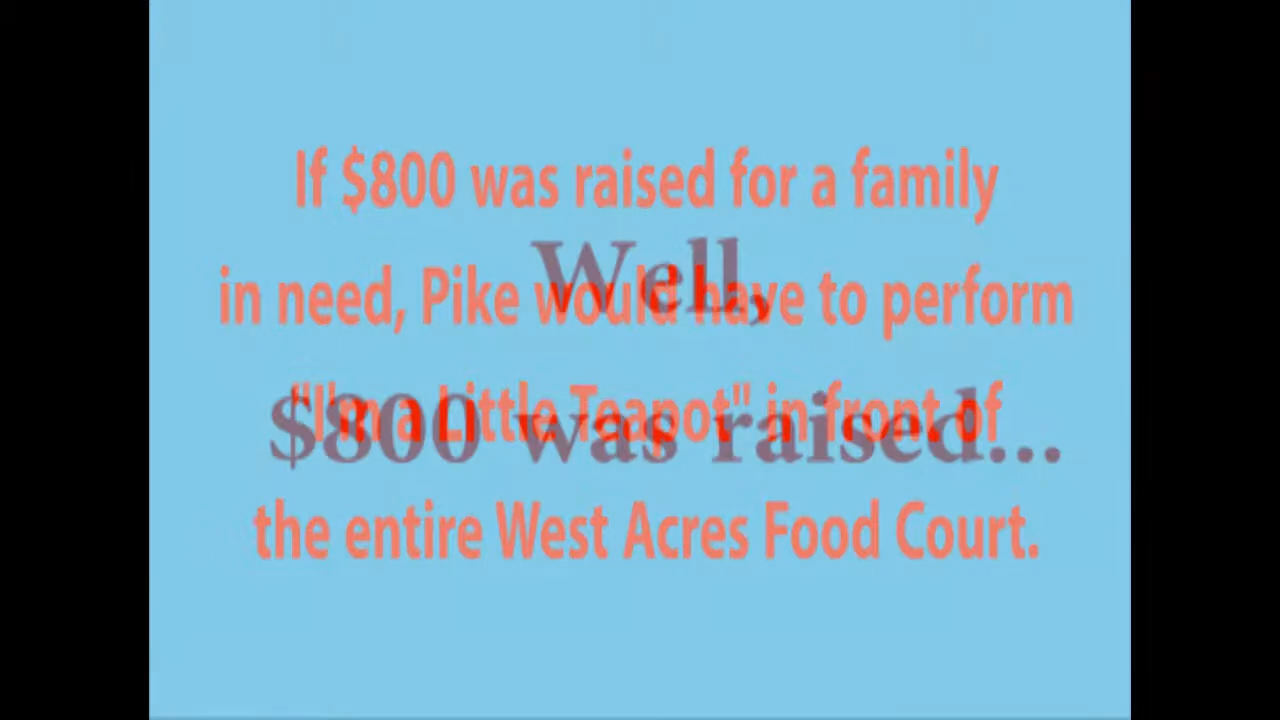 If $800 was raised for a family
Well,
in need, Pike would have to perform
"I'm a Little Teapot" in front of
$800 was raised...
the entire West Acres Food Court.